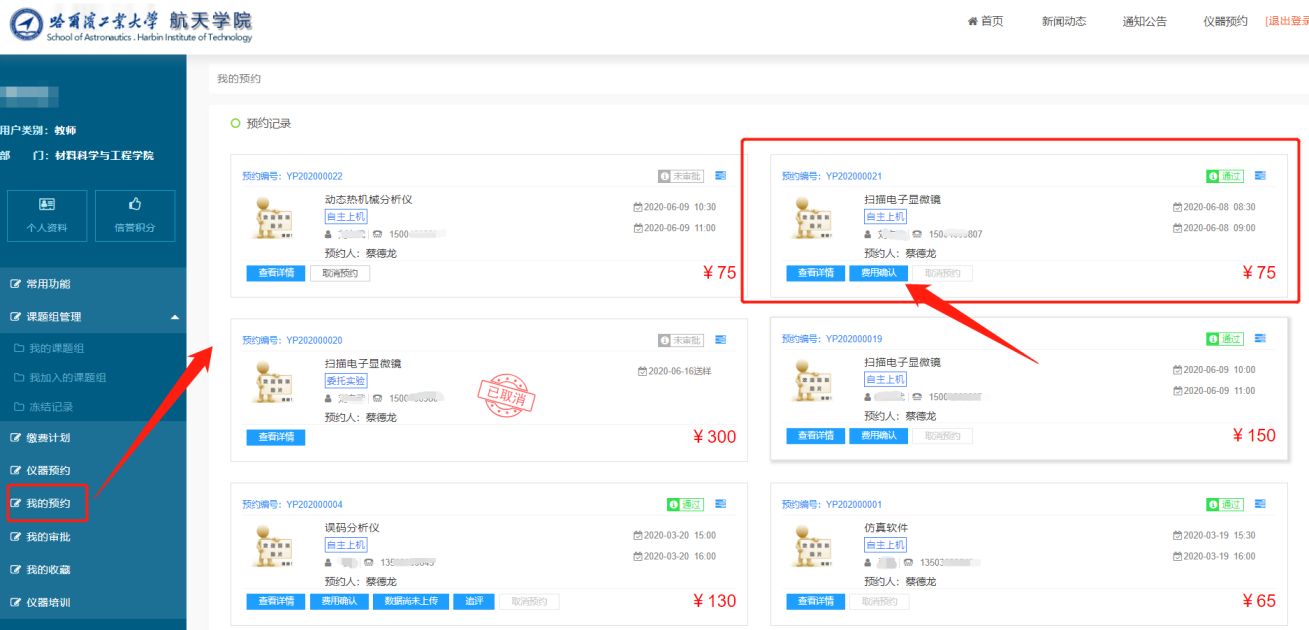 哈尔滨工业大学 航天学院
School of Astronautics . Harbin Institute of Technology
首页 新闻动态 通知公告 仪器预约 [退出登录
用户类别：教师
部 门：材料科学与工程学院
个人资料 信誉积分
常用功能
课题组管理
我的课题组
我加入的课题组
冻结记录
缴费计划
仪器预约
我的预约
我的审批
我的收藏
仪器培训
我的预约
预约记录
预约编号：YP202000022 未审批
动态热机械分析仪
自主上机
2020-06-09 10:30
2020-06-09 11:00
1500
预约人：蔡德龙
查看详情 取消预约 ￥75
预约编号：YP202000021 通过
扫描电子显微镜
自主上机
2020-06-08 08:30
2020-06-08 09:00
150 807
预约人：蔡德龙
查看详情 费用确认 取消预约 ￥75
预约编号：YP202000020 未审批
扫描电子显微镜
委托实验
2020-06-16送样
1500
预约人：蔡德龙
已取消
查看详情 ￥300
预约编号：YP202000019 通过
扫描电子显微镜
自主上机
2020-06-09 10:00
2020-06-09 11:00
1500
预约人：蔡德龙
查看详情 费用确认 取消预约 ￥150
预约编号：YP202000004 通过
误码分析仪
自主上机
2020-03-20 15:00
2020-03-20 16:00
135
预约人：蔡德龙
查看详情 费用确认 数据尚未上传 追评 取消预约 ￥130
预约编号：YP202000001 通过
仿真软件
自主上机
2020-03-19 15:30
2020-03-19 16:00
13503
预约人：蔡德龙
查看详情 取消预约 ￥65